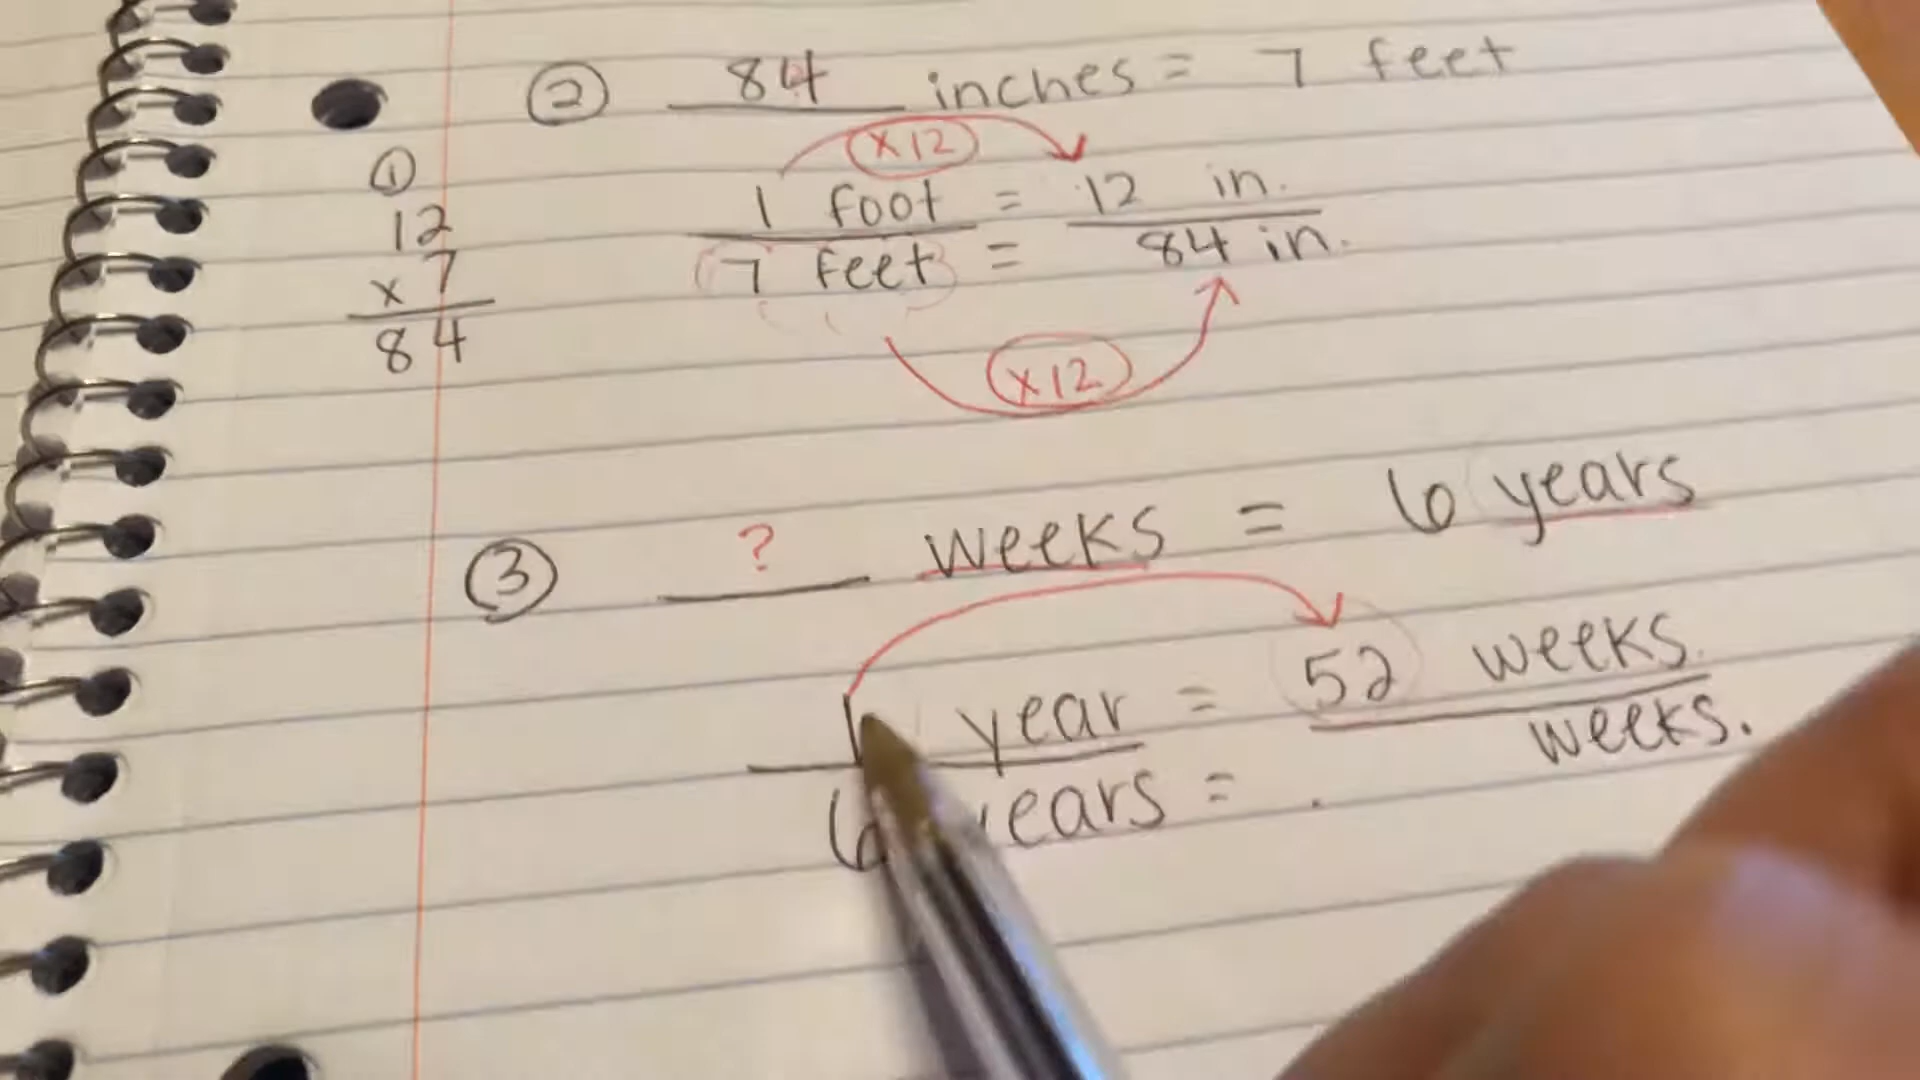 ② 84 inches = 7 feet
x12
1 foot = 12 in.
7 feet = 84 in.
x12
①
12
x 7
84
③ ? weeks = 6 years
1 year = 52 weeks.
6 years = . weeks.